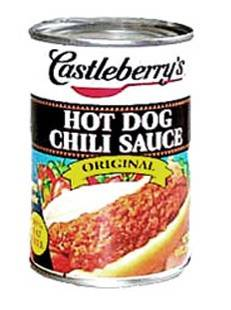 Castleberry's
HOT DOG
CHILI SAUCE
ORIGINAL